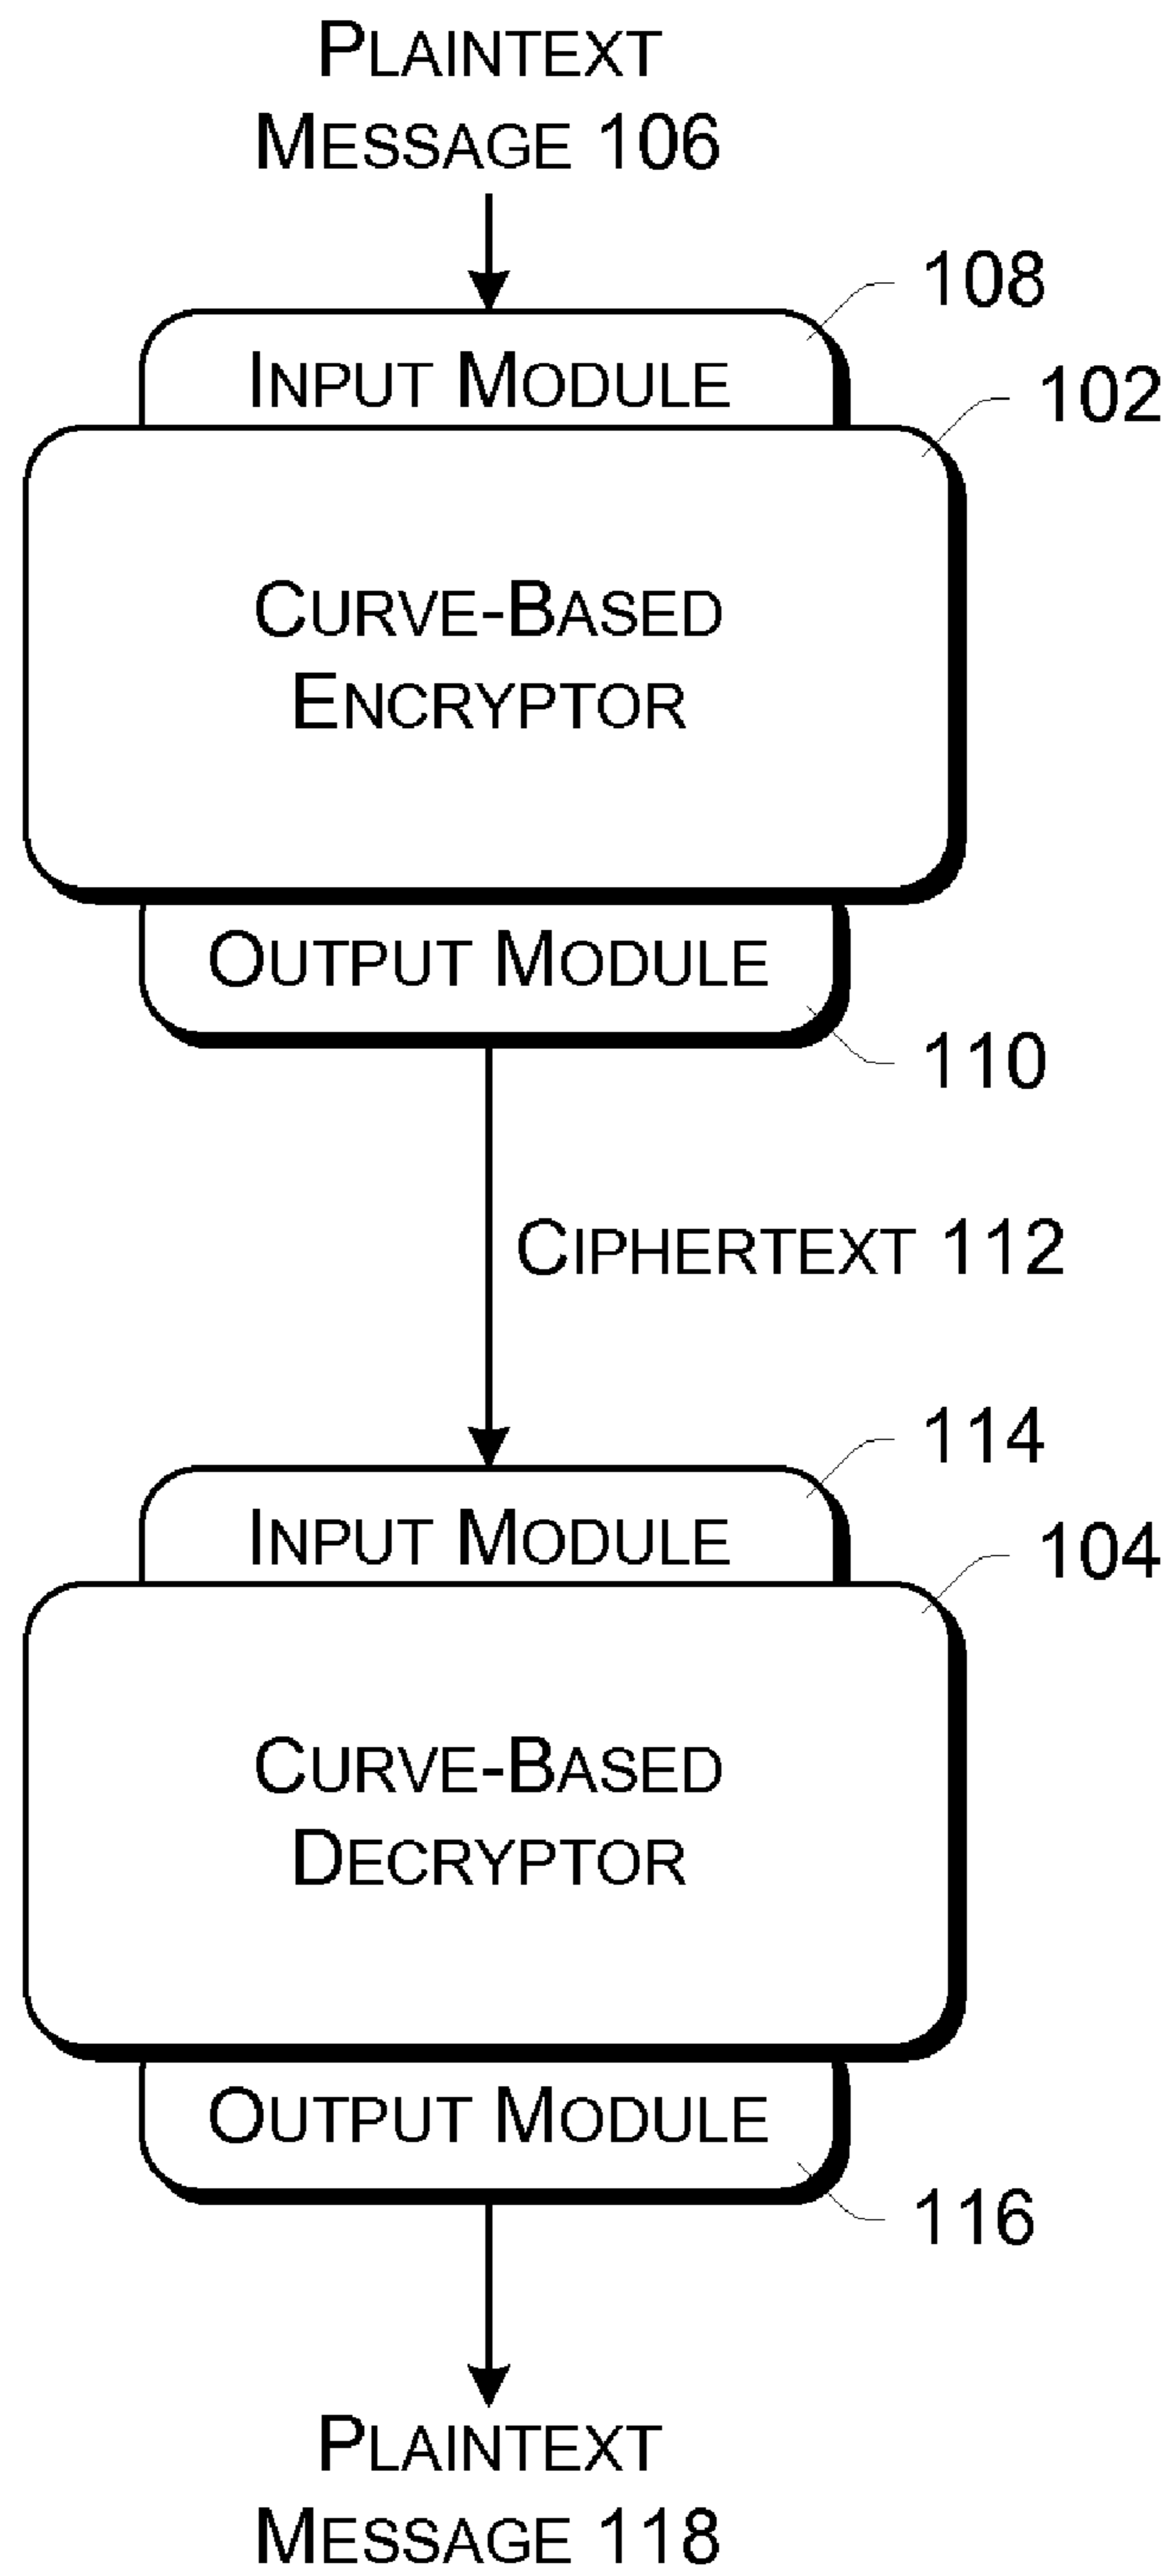 PLAINTEXT
MESSAGE 106
108
INPUT MODULE
102
CURVE-BASED
ENCRYPTOR
OUTPUT MODULE
110
CIPHERTEXT 112
114
INPUT MODULE
104
CURVE-BASED
DECRYPTOR
OUTPUT MODULE
116
PLAINTEXT
MESSAGE 118